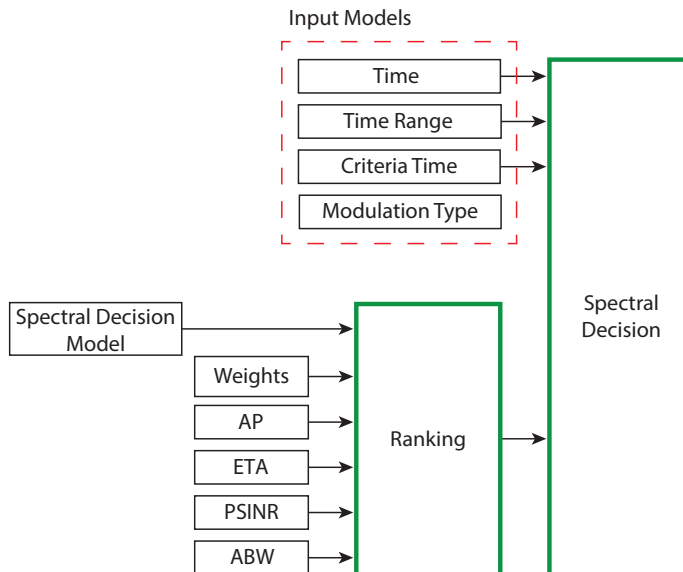 Input Models
Time
Time Range
Criteria Time
Modulation Type
Spectral
Decision
Spectral Decision
Model
Weights
AP
ETA
PSINR
ABW
Ranking